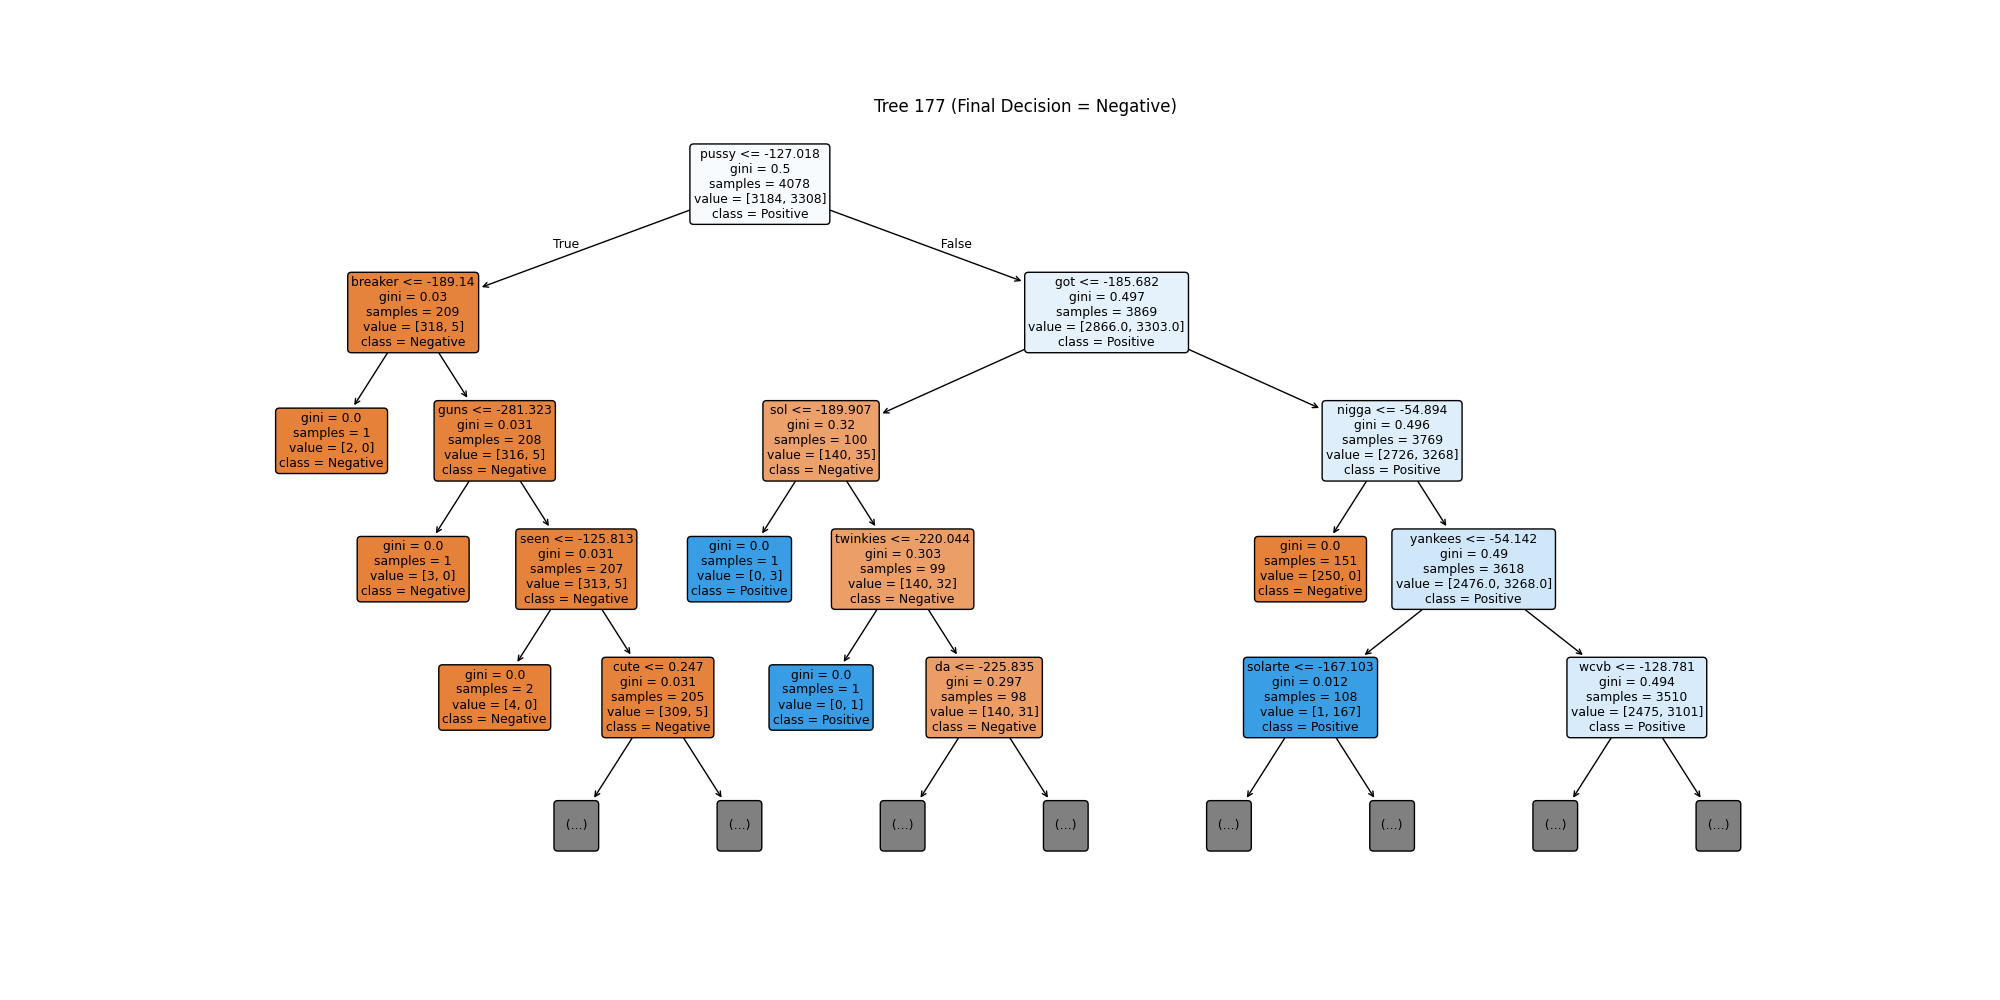 Tree 177 (Final Decision = Negative)
pussy <= -127.018
gini = 0.5
samples = 4078
value = [3184, 3308]
class = Positive
True
False
breaker <= -189.14
gini = 0.03
samples = 209
value = [318, 5]
class = Negative
got <= -185.682
gini = 0.497
samples = 3869
value = [2866.0, 3303.0]
class = Positive
gini = 0.0
samples = 1
value = [2, 0]
class = Negative
guns <= -281.323
gini = 0.031
samples = 208
value = [316, 5]
class = Negative
sol <= -189.907
gini = 0.32
samples = 100
value = [140, 35]
class = Negative
nigga <= -54.894
gini = 0.496
samples = 3769
value = [2726, 3268]
class = Positive
gini = 0.0
samples = 1
value = [3, 0]
class = Negative
seen <= -125.813
gini = 0.031
samples = 207
value = [313, 5]
class = Negative
gini = 0.0
samples = 1
value = [0, 3]
class = Positive
twinkies <= -220.044
gini = 0.303
samples = 99
value = [140, 32]
class = Negative
gini = 0.0
samples = 151
value = [250, 0]
class = Negative
yankees <= -54.142
gini = 0.49
samples = 3618
value = [2476.0, 3268.0]
class = Positive
gini = 0.0
samples = 2
value = [4, 0]
class = Negative
cute <= 0.247
gini = 0.031
samples = 205
value = [309, 5]
class = Negative
gini = 0.0
samples = 1
value = [0, 1]
class = Positive
da <= -225.835
gini = 0.297
samples = 98
value = [140, 31]
class = Negative
solarte <= -167.103
gini = 0.012
samples = 108
value = [1, 167]
class = Positive
wcvb <= -128.781
gini = 0.494
samples = 3510
value = [2475, 3101]
class = Positive
(...)
(...)
(...)
(...)
(...)
(...)
(...)
(...)